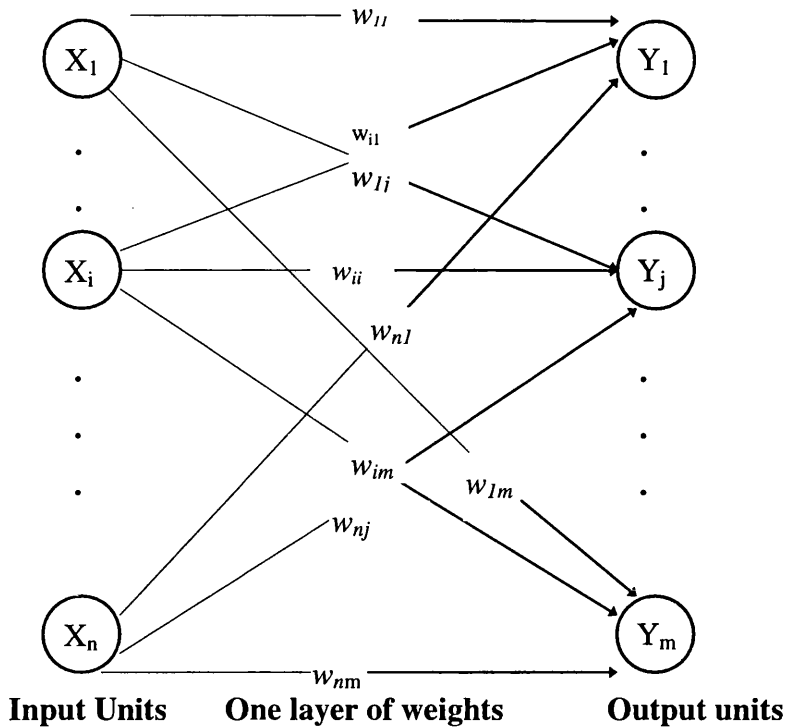 w11
X1
Y1
wi1
w1j
Xi
wii
Yj
wn1
wim
w1m
wnj
Xn
Ym
wnm
Input Units One layer of weights Output units